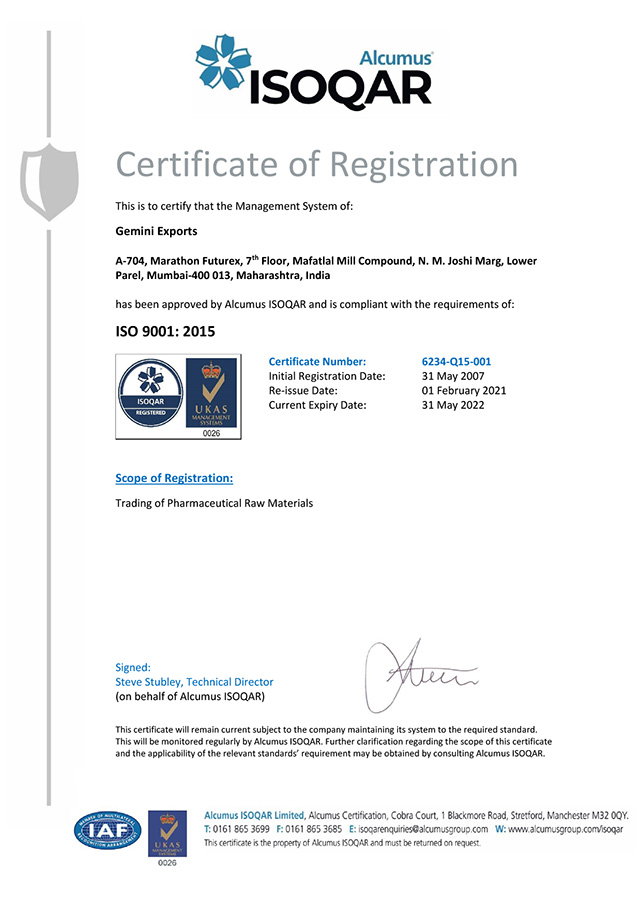 Alcumus®
ISOQAR
Certificate of Registration
This is to certify that the Management System of:
Gemini Exports
A-704, Marathon Futurex, 7th Floor, Mafatlal Mill Compound, N. M. Joshi Marg, Lower
Parel, Mumbai-400 013, Maharashtra, India
has been approved by Alcumus ISOQAR and is compliant with the requirements of:
ISO 9001: 2015
ISOQAR
REGISTERED
UKAS
MANAGEMENT
SYSTEMS
0026
Certificate Number: 6234-Q15-001
Initial Registration Date: 31 May 2007
Re-issue Date: 01 February 2021
Current Expiry Date: 31 May 2022
Scope of Registration:
Trading of Pharmaceutical Raw Materials
Signed:
Steve Stubley, Technical Director
(on behalf of Alcumus ISOQAR)
This certificate will remain current subject to the company maintaining its system to the required standard.
This will be monitored regularly by Alcumus ISOQAR. Further clarification regarding the scope of this certificate
and the applicability of the relevant standards' requirement may be obtained by consulting Alcumus ISOQAR.
MEMBER OF MULTILATERAL
IAF
RECOGNITION ARRANGEMENT
UKAS
MANAGEMENT
SYSTEMS
0026
Alcumus ISOQAR Limited, Alcumus Certification, Cobra Court, 1 Blackmore Road, Stretford, Manchester M32 0QY.
T: 0161 865 3699 F: 0161 865 3685 E: isoqarenquiries@alcumusgroup.com W: www.alcumusgroup.com/isoqar
This certificate is the property of Alcumus ISOQAR and must be returned on request.